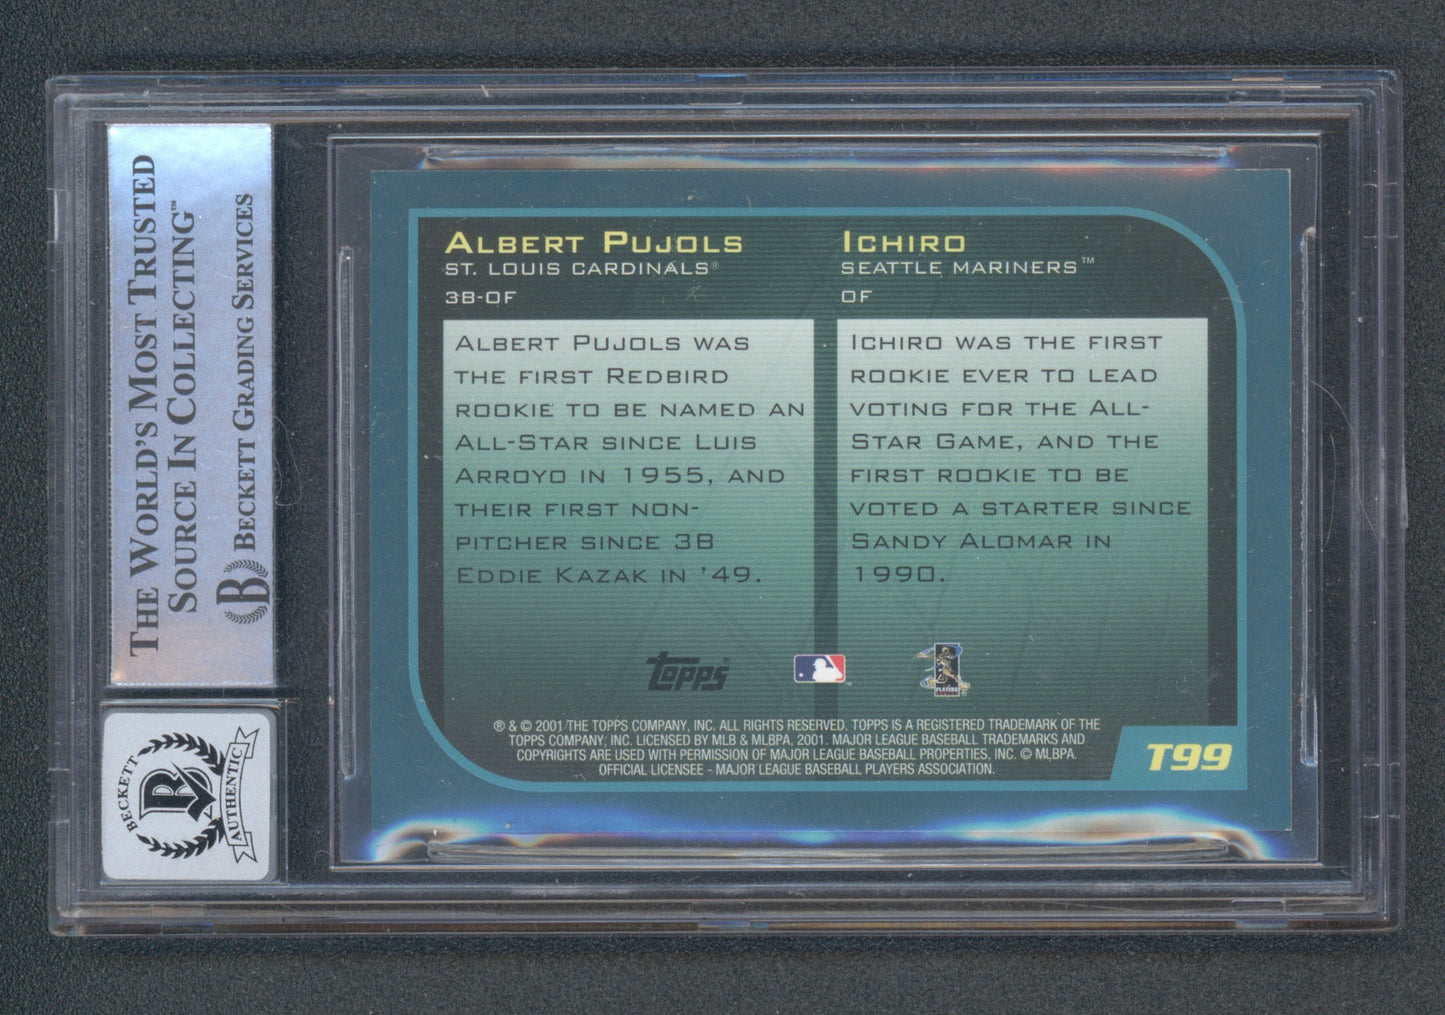 THE WORLD'S MOST TRUSTED
SOURCE IN COLLECTING™
B BECKETT GRADING SERVICES
BECKETT
B
AUTHENTIC
ALBERT PUJOLS
ST. LOUIS CARDINALS®
3B-OF
ALBERT PUJOLS WAS
THE FIRST REDBIRD
ROOKIE TO BE NAMED AN
ALL-STAR SINCE LUIS
ARROYO IN 1955, AND
THEIR FIRST NON-
PITCHER SINCE 3B
EDDIE KAZAK IN '49.
ICHIRO
SEATTLE MARINERS™
OF
ICHIRO WAS THE FIRST
ROOKIE EVER TO LEAD
VOTING FOR THE ALL-
STAR GAME, AND THE
FIRST ROOKIE TO BE
VOTED A STARTER SINCE
SANDY ALOMAR IN
1990.
topps®
PLAYERS
® & © 2001 THE TOPPS COMPANY, INC. ALL RIGHTS RESERVED. TOPPS IS A REGISTERED TRADEMARK OF THE
TOPPS COMPANY, INC. LICENSED BY MLB & MLBPA, 2001. MAJOR LEAGUE BASEBALL TRADEMARKS AND
COPYRIGHTS ARE USED WITH PERMISSION OF MAJOR LEAGUE BASEBALL PROPERTIES, INC. © MLBPA.
OFFICIAL LICENSEE - MAJOR LEAGUE BASEBALL PLAYERS ASSOCIATION.
T99